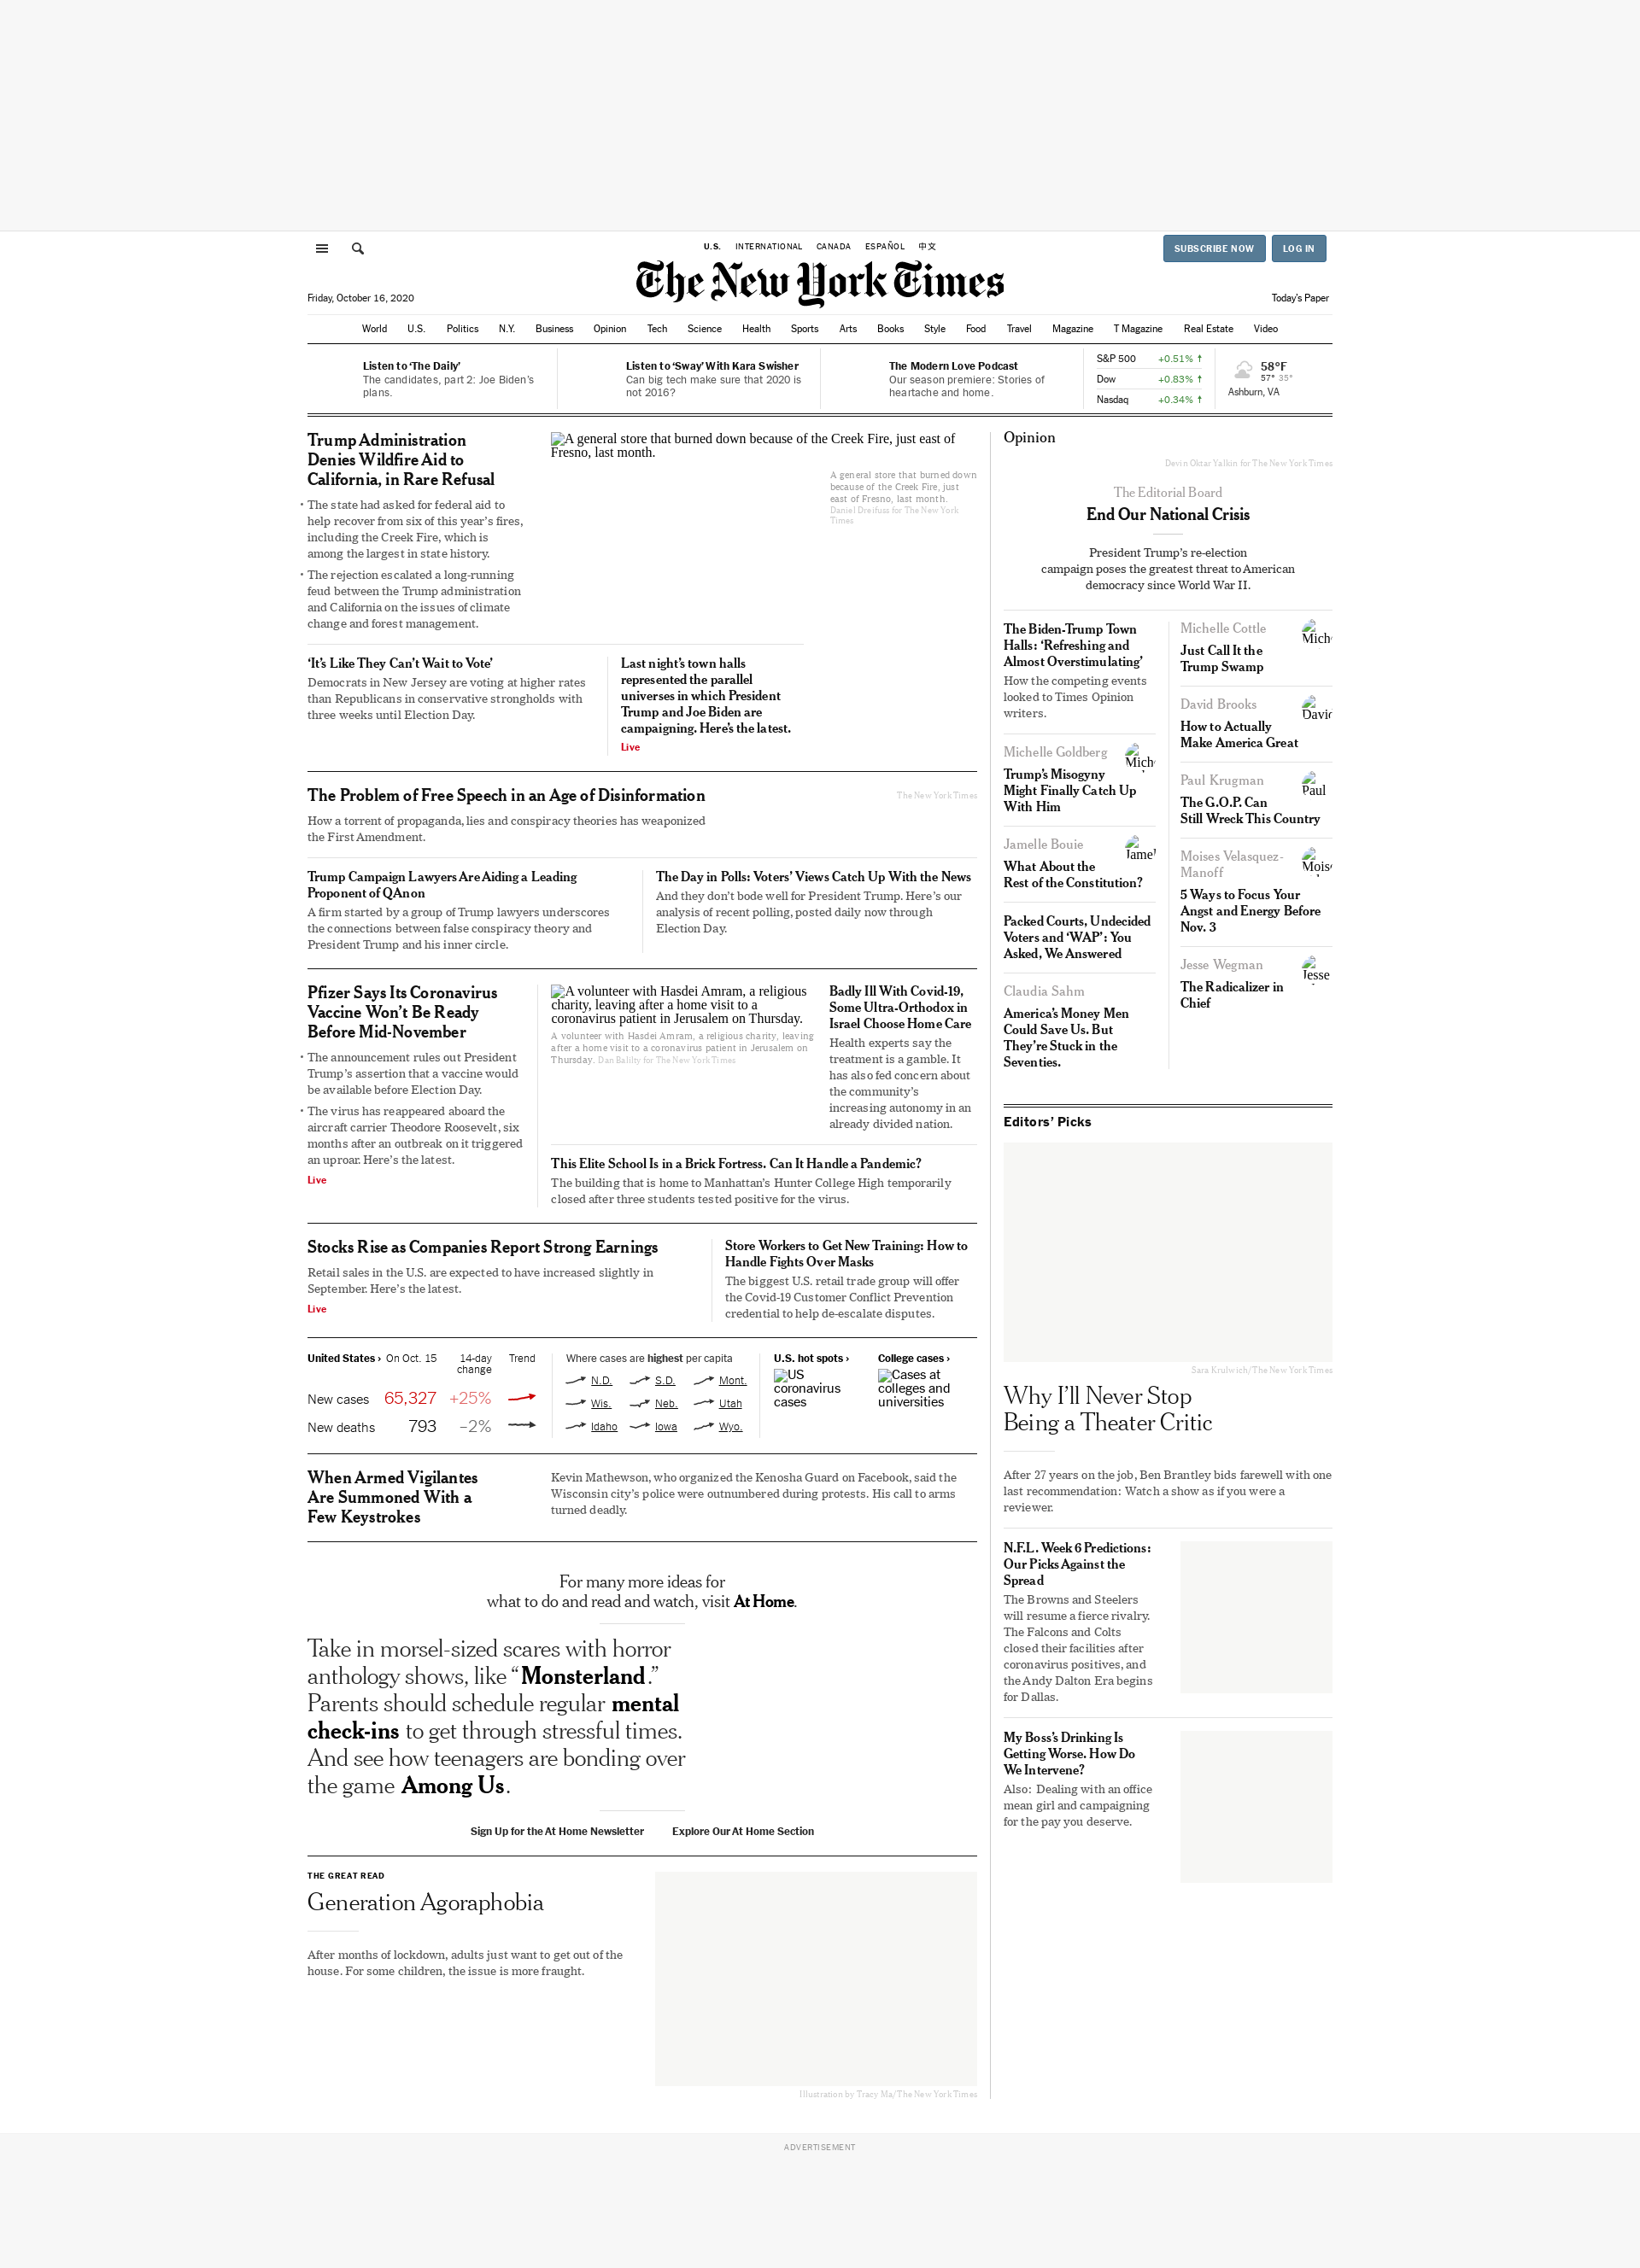 U.S. INTERNATIONAL CANADA ESPAÑOL 中文
SUBSCRIBE NOW LOG IN
The New York Times
Friday, October 16, 2020
Today's Paper
World U.S. Politics N.Y. Business Opinion Tech Science Health Sports Arts Books Style Food Travel Magazine T Magazine Real Estate Video
Listen to ‘The Daily’
The candidates, part 2: Joe Biden’s
plans.
Listen to ‘Sway’ With Kara Swisher
Can big tech make sure that 2020 is
not 2016?
The Modern Love Podcast
Our season premiere: Stories of
heartache and home.
S&P 500 +0.51% ↑
Dow +0.83% ↑
Nasdaq +0.34% ↑
58°F
57° 35°
Ashburn, VA
Trump Administration
Denies Wildfire Aid to
California, in Rare Refusal
• The state had asked for federal aid to
help recover from six of this year’s fires,
including the Creek Fire, which is
among the largest in state history.
• The rejection escalated a long-running
feud between the Trump administration
and California on the issues of climate
change and forest management.
A general store that burned down because of the Creek Fire, just east of
Fresno, last month.
A general store that burned down
because of the Creek Fire, just
east of Fresno, last month.
Daniel Dreifuss for The New York
Times
‘It’s Like They Can’t Wait to Vote’
Democrats in New Jersey are voting at higher rates
than Republicans in conservative strongholds with
three weeks until Election Day.
Last night’s town halls
represented the parallel
universes in which President
Trump and Joe Biden are
campaigning. Here’s the latest.
Live
The Problem of Free Speech in an Age of Disinformation
How a torrent of propaganda, lies and conspiracy theories has weaponized
the First Amendment.
The New York Times
Trump Campaign Lawyers Are Aiding a Leading
Proponent of QAnon
A firm started by a group of Trump lawyers underscores
the connections between false conspiracy theory and
President Trump and his inner circle.
The Day in Polls: Voters’ Views Catch Up With the News
And they don’t bode well for President Trump. Here’s our
analysis of recent polling, posted daily now through
Election Day.
Pfizer Says Its Coronavirus
Vaccine Won’t Be Ready
Before Mid-November
• The announcement rules out President
Trump’s assertion that a vaccine would
be available before Election Day.
• The virus has reappeared aboard the
aircraft carrier Theodore Roosevelt, six
months after an outbreak on it triggered
an uproar. Here’s the latest.
Live
A volunteer with Hasdei Amram, a religious
charity, leaving after a home visit to a
coronavirus patient in Jerusalem on Thursday.
A volunteer with Hasdei Amram, a religious charity, leaving
after a home visit to a coronavirus patient in Jerusalem on
Thursday. Dan Balilty for The New York Times
Badly Ill With Covid-19,
Some Ultra-Orthodox in
Israel Choose Home Care
Health experts say the
treatment is a gamble. It
has also fed concern about
the community’s
increasing autonomy in an
already divided nation.
This Elite School Is in a Brick Fortress. Can It Handle a Pandemic?
The building that is home to Manhattan’s Hunter College High temporarily
closed after three students tested positive for the virus.
Stocks Rise as Companies Report Strong Earnings
Retail sales in the U.S. are expected to have increased slightly in
September. Here’s the latest.
Live
Store Workers to Get New Training: How to
Handle Fights Over Masks
The biggest U.S. retail trade group will offer
the Covid-19 Customer Conflict Prevention
credential to help de-escalate disputes.
United States › On Oct. 15 14-day
change Trend
New cases 65,327 +25%
New deaths 793 –2%
Where cases are highest per capita
N.D. S.D. Mont.
Wis. Neb. Utah
Idaho Iowa Wyo.
U.S. hot spots ›
US
coronavirus
cases
College cases ›
Cases at
colleges and
universities
When Armed Vigilantes
Are Summoned With a
Few Keystrokes
Kevin Mathewson, who organized the Kenosha Guard on Facebook, said the
Wisconsin city’s police were outnumbered during protests. His call to arms
turned deadly.
For many more ideas for
what to do and read and watch, visit At Home.
Take in morsel-sized scares with horror
anthology shows, like “Monsterland.”
Parents should schedule regular mental
check-ins to get through stressful times.
And see how teenagers are bonding over
the game Among Us.
Sign Up for the At Home Newsletter Explore Our At Home Section
THE GREAT READ
Generation Agoraphobia
After months of lockdown, adults just want to get out of the
house. For some children, the issue is more fraught.
Illustration by Tracy Ma/The New York Times
Opinion
Devin Oktar Yalkin for The New York Times
The Editorial Board
End Our National Crisis
President Trump’s re-election
campaign poses the greatest threat to American
democracy since World War II.
The Biden-Trump Town
Halls: ‘Refreshing and
Almost Overstimulating’
How the competing events
looked to Times Opinion
writers.
Michelle Goldberg
Trump’s Misogyny
Might Finally Catch Up
With Him
Jamelle Bouie
What About the
Rest of the Constitution?
Packed Courts, Undecided
Voters and ‘WAP’: You
Asked, We Answered
Claudia Sahm
America’s Money Men
Could Save Us. But
They’re Stuck in the
Seventies.
Michelle Cottle
Just Call It the
Trump Swamp
David Brooks
How to Actually
Make America Great
Paul Krugman
Paul
The G.O.P. Can
Still Wreck This Country
Moises Velasquez-
Manoff
5 Ways to Focus Your
Angst and Energy Before
Nov. 3
Jesse Wegman
Jesse
The Radicalizer in
Chief
Editors’ Picks
Sara Krulwich/The New York Times
Why I’ll Never Stop
Being a Theater Critic
After 27 years on the job, Ben Brantley bids farewell with one
last recommendation: Watch a show as if you were a
reviewer.
N.F.L. Week 6 Predictions:
Our Picks Against the
Spread
The Browns and Steelers
will resume a fierce rivalry.
The Falcons and Colts
closed their facilities after
coronavirus positives, and
the Andy Dalton Era begins
for Dallas.
My Boss’s Drinking Is
Getting Worse. How Do
We Intervene?
Also: Dealing with an office
mean girl and campaigning
for the pay you deserve.
ADVERTISEMENT